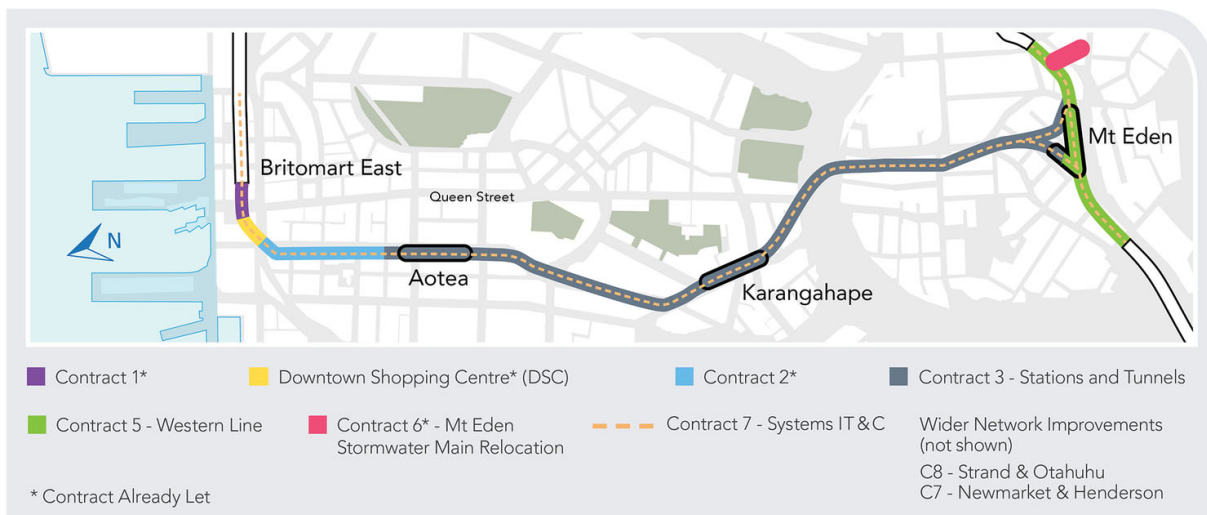 Mt Eden
Britomart East
Queen Street
N
Aotea
Karangahape
Contract 1*
Downtown Shopping Centre* (DSC)
Contract 2*
Contract 3 - Stations and Tunnels
Contract 5 - Western Line
Contract 6* - Mt Eden
Stormwater Main Relocation
Contract 7 - Systems IT & C
Wider Network Improvements
(not shown)
C8 - Strand & Otahuhu
C7 - Newmarket & Henderson
* Contract Already Let